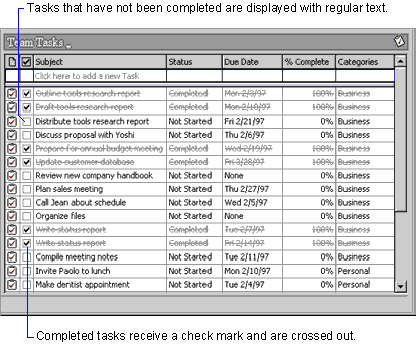 Tasks that have not been completed are displayed with regular text.
Team Tasks
Subject Status Due Date % Complete Categories
Click here to add a new Task
Outline tools research report Completed Mon 2/3/97 100% Business
Draft tools research report Completed Mon 2/10/97 100% Business
Distribute tools research report Not Started Fri 2/21/97 0% Business
Discuss proposal with Yoshi Not Started Thu 2/6/97 0% Business
Prepare for annual budget meeting Completed Wed 2/19/97 100% Business
Update customer database Completed Fri 3/28/97 100% Business
Review new company handbook Not Started None 0% Business
Plan sales meeting Not Started Thu 2/27/97 0% Business
Call Jean about schedule Not Started Wed 2/5/97 0% Business
Organize files Not Started None 0% Business
Write status report Completed Tue 2/7/97 100% Business
Write status report Completed Fri 2/14/97 100% Business
Compile meeting notes Not Started Tue 2/11/97 0% Business
Invite Paolo to lunch Not Started Mon 2/10/97 0% Personal
Make dentist appointment Not Started Tue 2/4/97 0% Personal
Completed tasks receive a check mark and are crossed out.